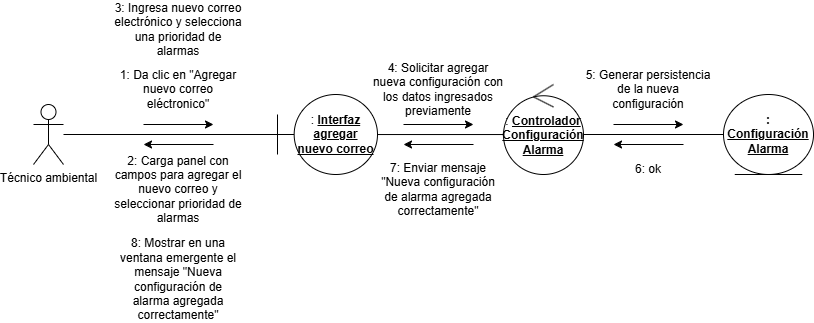 3: Ingresa nuevo correo
electrónico y selecciona
una prioridad de
alarmas
1: Da clic en "Agregar
nuevo correo
eléctronico"
Técnico ambiental
2: Carga panel con
campos para agregar el
nuevo correo y
seleccionar prioridad de
alarmas
8: Mostrar en una
ventana emergente el
mensaje "Nueva
configuración de
alarma agregada
correctamente"
: Interfaz
agregar
nuevo correo
4: Solicitar agregar
nueva configuración con
los datos ingresados
previamente
7: Enviar mensaje
"Nueva configuración
de alarma agregada
correctamente"
: Controlador
Configuración
Alarma
5: Generar persistencia
de la nueva
configuración
6: ok
:
Configuración
Alarma